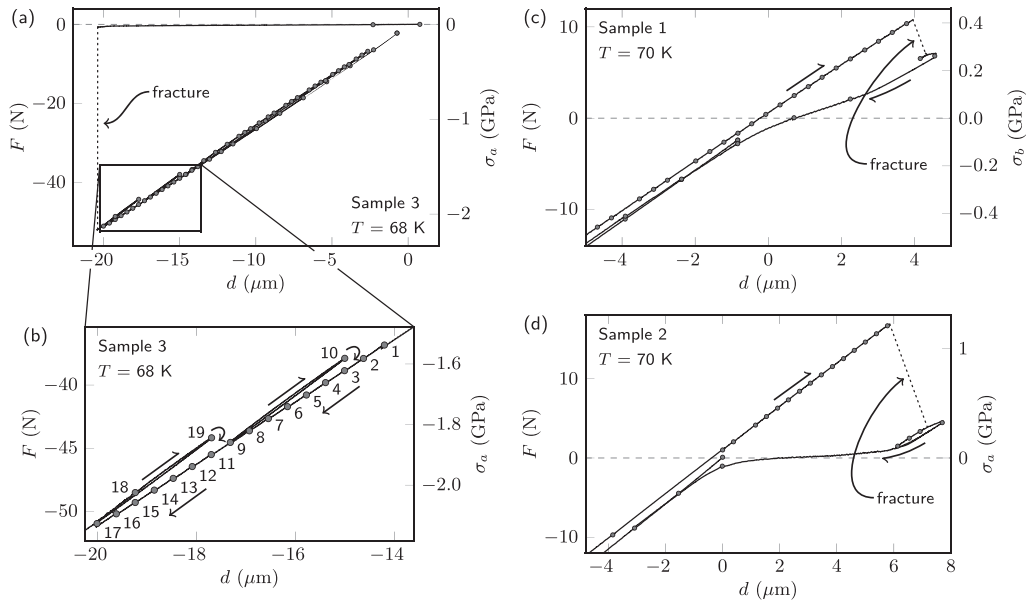 (a)
0
−20
−40
F (N)
fracture
Sample 3
T = 68 K
0
−1
−2
σa (GPa)
−20
−15
−10
−5
0
d (μm)
(b)
Sample 3
T = 68 K
−40
−45
−50
F (N)
10
1
2
3
4
5
6
7
8
9
19
11
12
13
14
15
16
17
18
−1.6
−1.8
−2.0
σa (GPa)
−20
−18
−16
−14
d (μm)
(c)
10
0
−10
F (N)
Sample 1
T = 70 K
fracture
0.4
0.2
0.0
−0.2
−0.4
σb (GPa)
−4
−2
0
2
4
d (μm)
(d)
10
0
−10
F (N)
Sample 2
T = 70 K
fracture
1
0
σa (GPa)
−4
−2
0
2
4
6
8
d (μm)